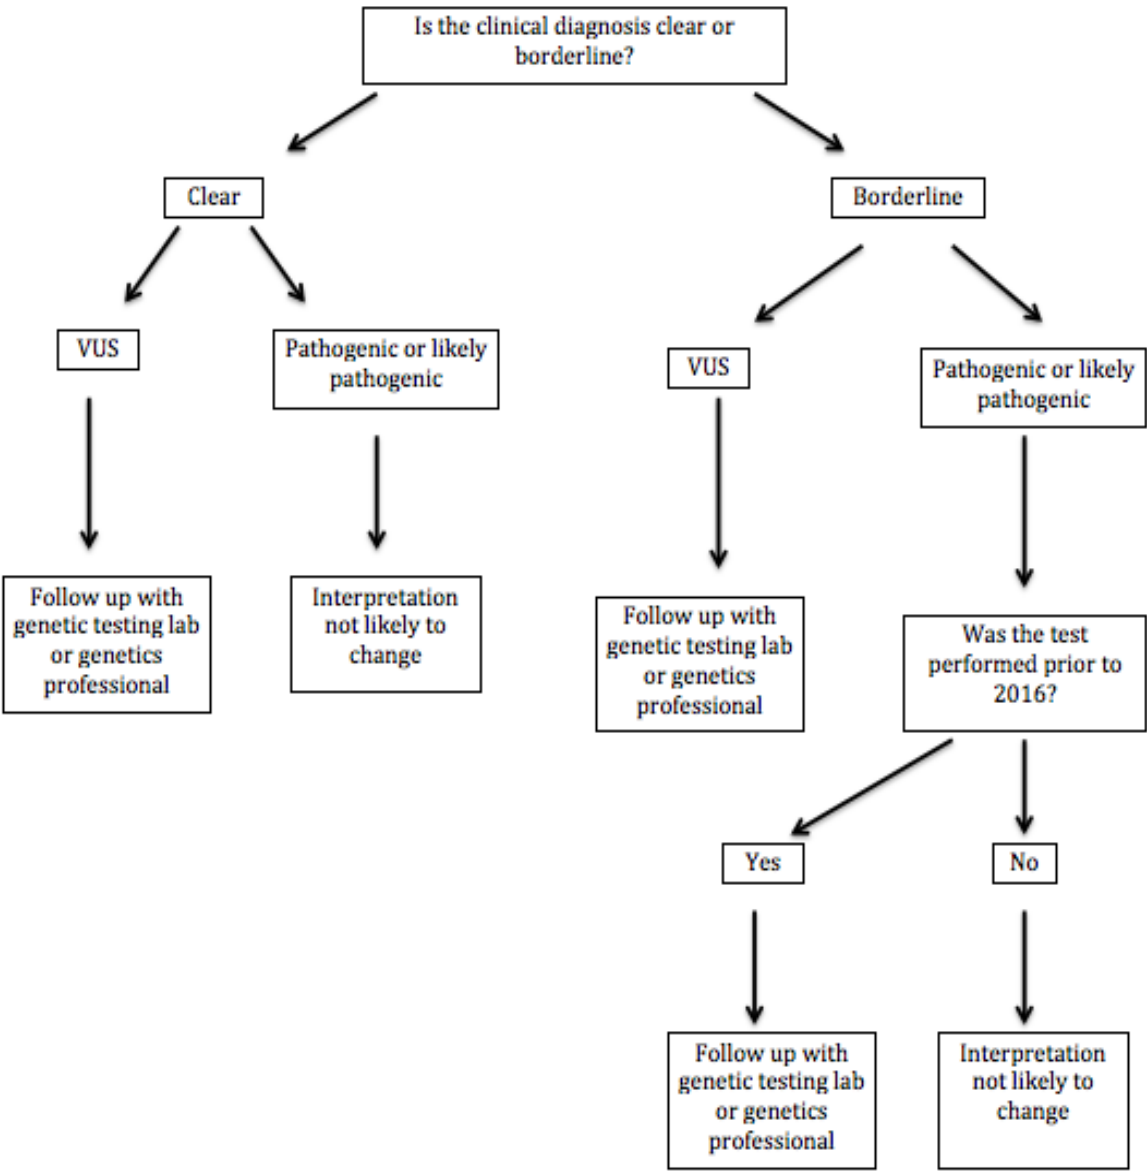 Is the clinical diagnosis clear or
borderline?
Clear
Borderline
VUS
Pathogenic or likely
pathogenic
VUS
Pathogenic or likely
pathogenic
Follow up with
genetic testing lab
or genetics
professional
Interpretation
not likely to
change
Follow up with
genetic testing lab
or genetics
professional
Was the test
performed prior to
2016?
Yes
No
Follow up with
genetic testing lab
or genetics
professional
Interpretation
not likely to
change